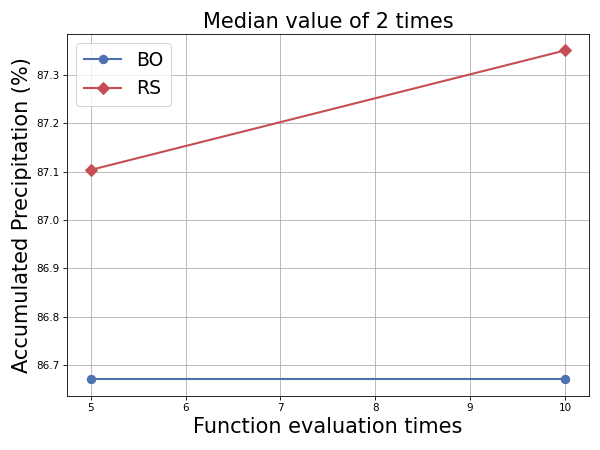 Median value of 2 times
Accumulated Precipitation (%)
BO
RS
87.3
87.2
87.1
87.0
86.9
86.8
86.7
5 6 7 8 9 10
Function evaluation times